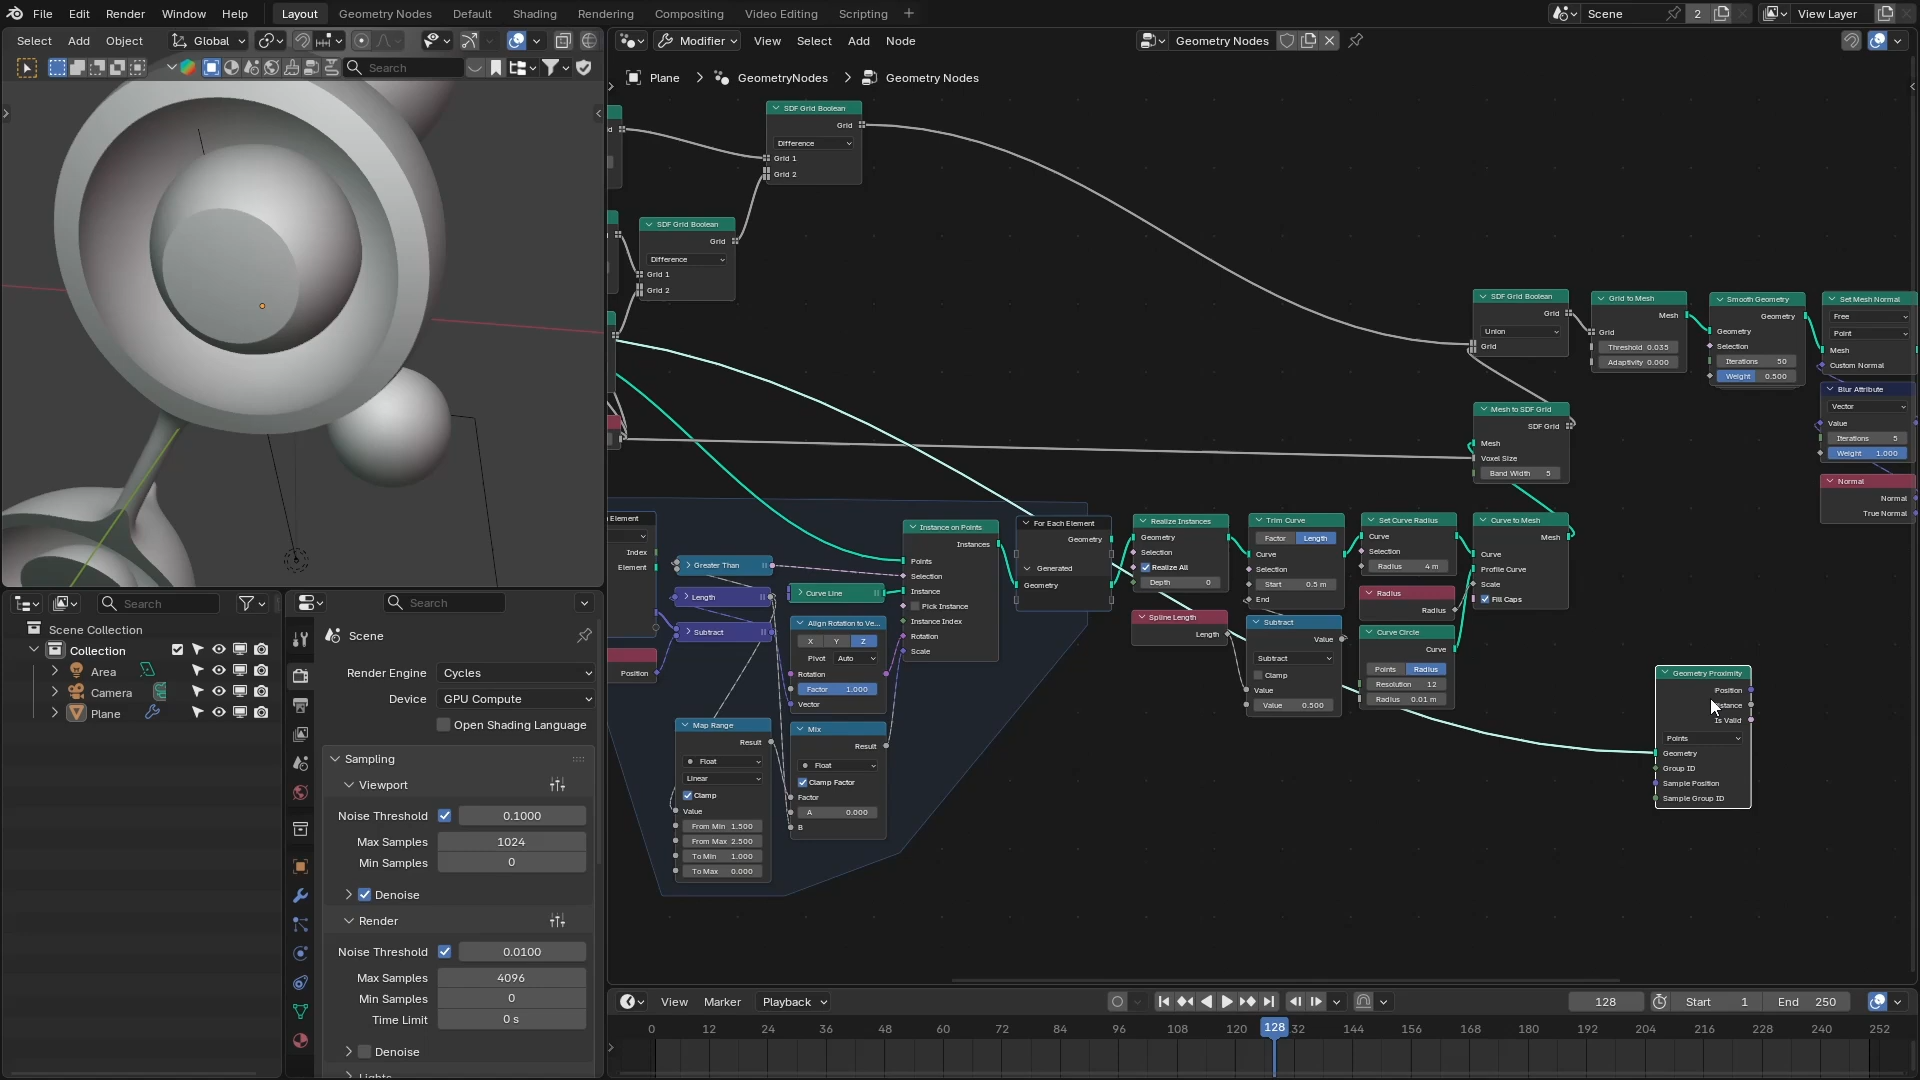 File Edit Render Window Help Layout Geometry Nodes Default Shading Rendering Compositing Video Editing Scripting + Scene 2 View Layer
Select Add Object Global Modifier View Select Add Node Geometry Nodes
Search
Plane > GeometryNodes > Geometry Nodes
SDF Grid Boolean
Grid
Difference
Grid 1
Grid 2
SDF Grid Boolean
Grid
Difference
Grid 1
Grid 2
SDF Grid Boolean
Grid
Union
Grid
Grid to Mesh
Mesh
Grid
Threshold 0.035
Adaptivity 0.000
Smooth Geometry
Geometry
Geometry
Selection
Iterations 50
Weight 0.500
Set Mesh Normal
Free
Point
Mesh
Custom Normal
Blur Attribute
Vector
Value
Iterations 5
Weight 1.000
Normal
Normal
True Normal
Mesh to SDF Grid
SDF Grid
Mesh
Voxel Size
Band Width 5
Element
Index
Element
Position
Greater Than
Length
Subtract
Curve Line
Align Rotation to Ve...
X Y Z
Pivot Auto
Rotation
Factor 1.000
Vector
Map Range
Result
Float
Linear
Clamp
Value
From Min 1.500
From Max 2.500
To Min 1.000
To Max 0.000
Mix
Result
Float
Clamp Factor
Factor
A 0.000
B
Instance on Points
Instances
Points
Selection
Instance
Pick Instance
Instance Index
Rotation
Scale
For Each Element
Geometry
Generated
Geometry
Realize Instances
Geometry
Selection
Realize All
Depth 0
Spline Length
Length
Trim Curve
Factor Length
Curve
Selection
Start 0.5 m
End
Subtract
Value
Subtract
Clamp
Value
Value 0.500
Set Curve Radius
Curve
Selection
Radius 4 m
Radius
Radius
Curve Circle
Curve
Points Radius
Resolution 12
Radius 0.01 m
Curve to Mesh
Mesh
Curve
Profile Curve
Scale
Fill Caps
Geometry Proximity
Position
Is Valid
Points
Geometry
Group ID
Sample Position
Sample Group ID
Search
Scene Collection
Collection
Area
Camera
Plane
Search
Scene
Render Engine Cycles
Device GPU Compute
Open Shading Language
Sampling
Viewport
Noise Threshold 0.1000
Max Samples 1024
Min Samples 0
Denoise
Render
Noise Threshold 0.0100
Max Samples 4096
Min Samples 0
Time Limit 0 s
Denoise
Lights
View Marker Playback 128 Start 1 End 250
0 12 24 36 48 60 72 84 96 108 120 128 32 144 156 168 180 192 204 216 228 240 252